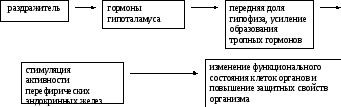 раздражитель
гормоны
гипоталамуса
передняя доля
гипофиза, усиление
образования
тропных гормонов
стимуляция
активности
перефирических
эндокринных желез
изменение функционального
состояния клеток органов и
повышение защитных свойств
организма